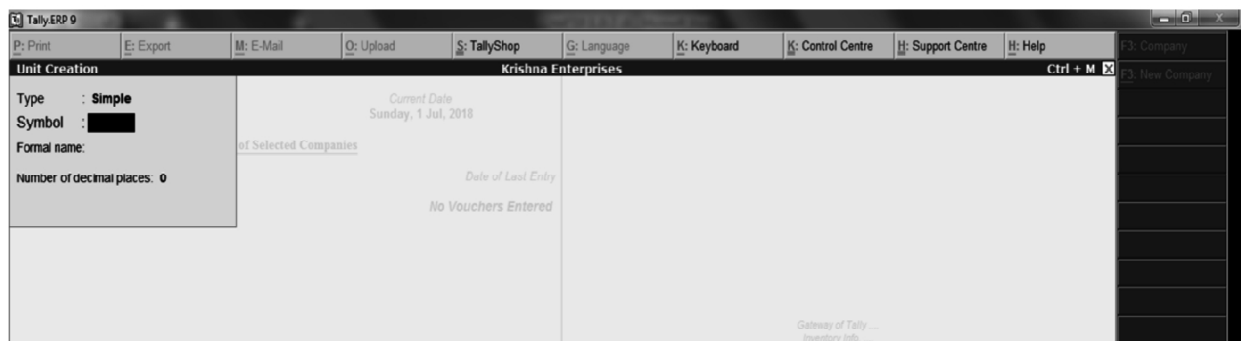 Tally.ERP 9
P: Print E: Export M: E-Mail O: Upload S: TallyShop G: Language K: Keyboard K: Control Centre H: Support Centre H: Help F3: Company
Unit Creation Krishna Enterprises Ctrl + M X
F3: New Company
Type : Simple
Current Date
Symbol :
Sunday, 1 Jul, 2018
Formal name:
of Selected Companies
Number of decimal places: 0
Date of Last Entry
No Vouchers Entered
Gateway of Tally ....
Inventory Info.....